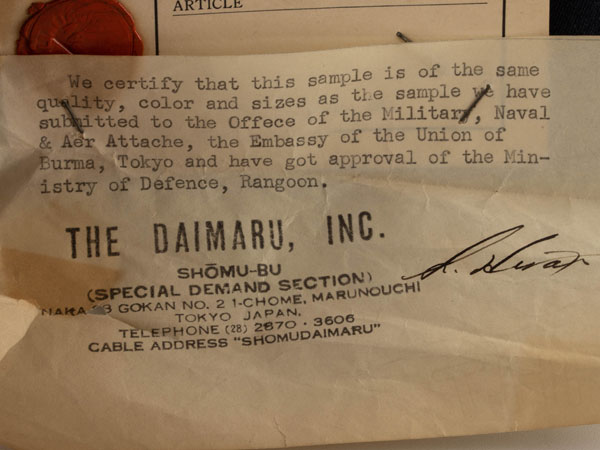 ARTICLE
We certify that this sample is of the same
quality, color and sizes as the sample we have
submitted to the Offece of the Military, Naval
& Aer Attache, the Embassy of the Union of
Burma, Tokyo and have got approval of the Min-
istry of Defence, Rangoon.
THE DAIMARU, INC.
SHŌMU-BU
(SPECIAL DEMAND SECTION)
GOKAN NO. 2 1-CHOME, MARUNOUCHI
TOKYO JAPAN.
TELEPHONE (28) 2870・3606
CABLE ADDRESS "SHOMUDAIMARU"